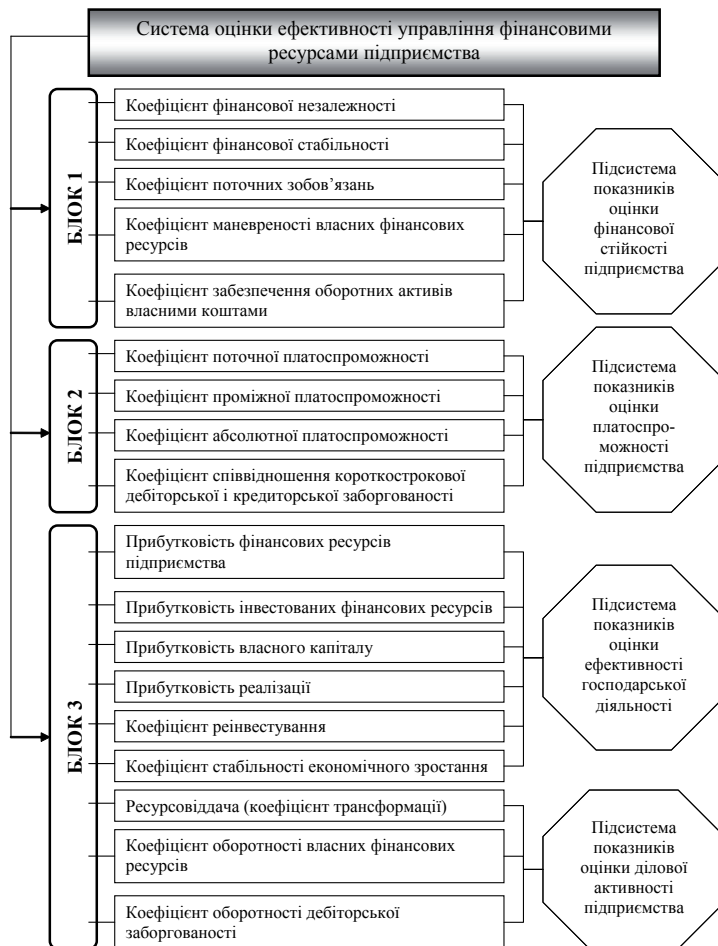 Система оцінки ефективності управління фінансовими
ресурсами підприємства
БЛОК 1
Коефіцієнт фінансової незалежності
Коефіцієнт фінансової стабільності
Коефіцієнт поточних зобов’язань
Коефіцієнт маневреності власних фінансових
ресурсів
Коефіцієнт забезпечення оборотних активів
власними коштами
Підсистема
показників
оцінки
фінансової
стійкості
підприємства
БЛОК 2
Коефіцієнт поточної платоспроможності
Коефіцієнт проміжної платоспроможності
Коефіцієнт абсолютної платоспроможності
Коефіцієнт співвідношення короткострокової
дебіторської і кредиторської заборгованості
Підсистема
показників
оцінки
платоспро-
можності
підприємства
БЛОК 3
Прибутковість фінансових ресурсів
підприємства
Прибутковість інвестованих фінансових ресурсів
Прибутковість власного капіталу
Прибутковість реалізації
Коефіцієнт реінвестування
Коефіцієнт стабільності економічного зростання
Підсистема
показників
оцінки
ефективності
господарської
діяльності
Ресурсовіддача (коефіцієнт трансформації)
Коефіцієнт оборотності власних фінансових
ресурсів
Коефіцієнт оборотності дебіторської
заборгованості
Підсистема
показників
оцінки ділової
активності
підприємства